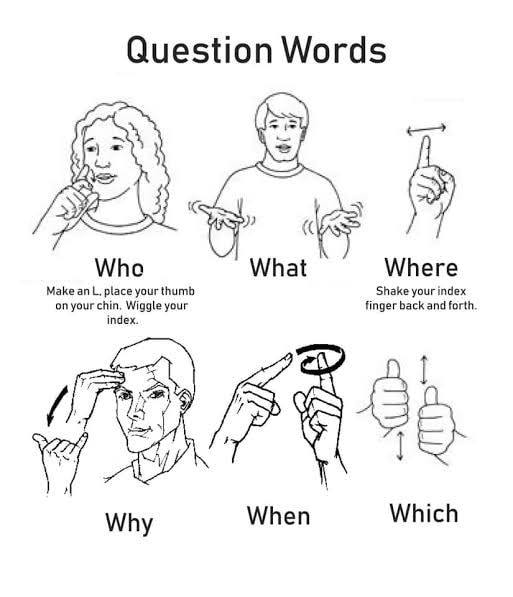 Question Words
Who
Make an L, place your thumb
on your chin. Wiggle your
index.
What
Where
Shake your index
finger back and forth.
Why
When
Which